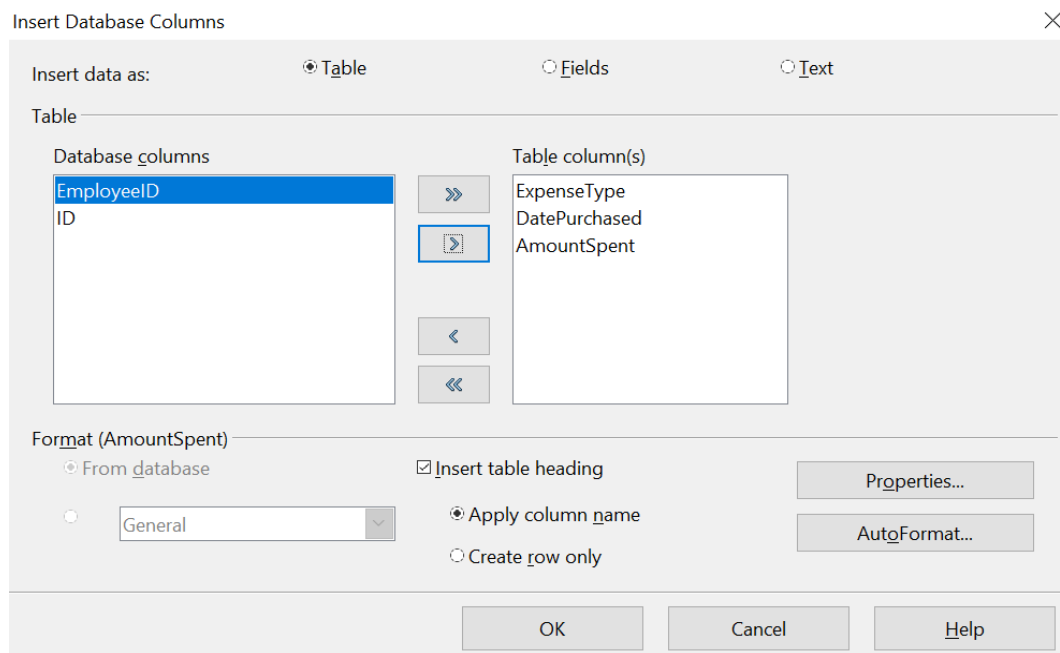 Insert Database Columns
Insert data as: Table Fields Text
Table
Database columns
EmployeeID
ID
Table column(s)
ExpenseType
DatePurchased
AmountSpent
Format (AmountSpent)
From database
General
Insert table heading
Apply column name
Create row only
Properties...
AutoFormat...
OK Cancel Help